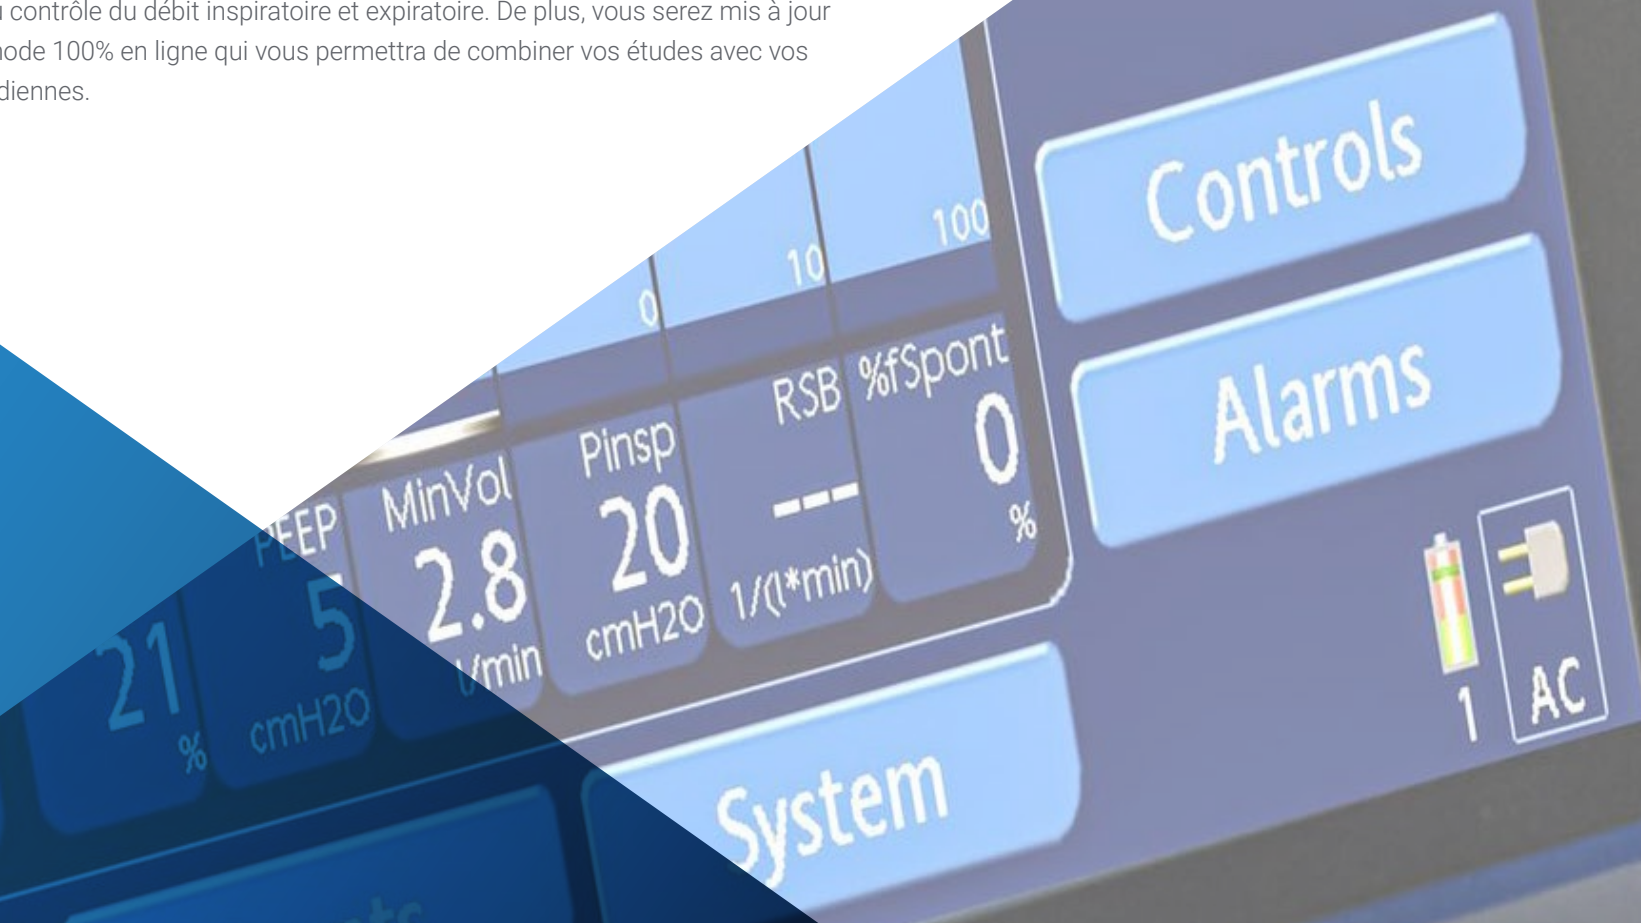 contrôle du débit inspiratoire et expiratoire. De plus, vous serez mis à jour
100% en ligne qui vous permettra de combiner vos études avec vos
Controls
100
10
0
Alarms
%fSpont
0
%
RSB
---
1/(l*min)
Pinsp
20
cmH2O
MinVol
2.8
l/min
PEEP
5
cmH2O
21
%
1
AC
System